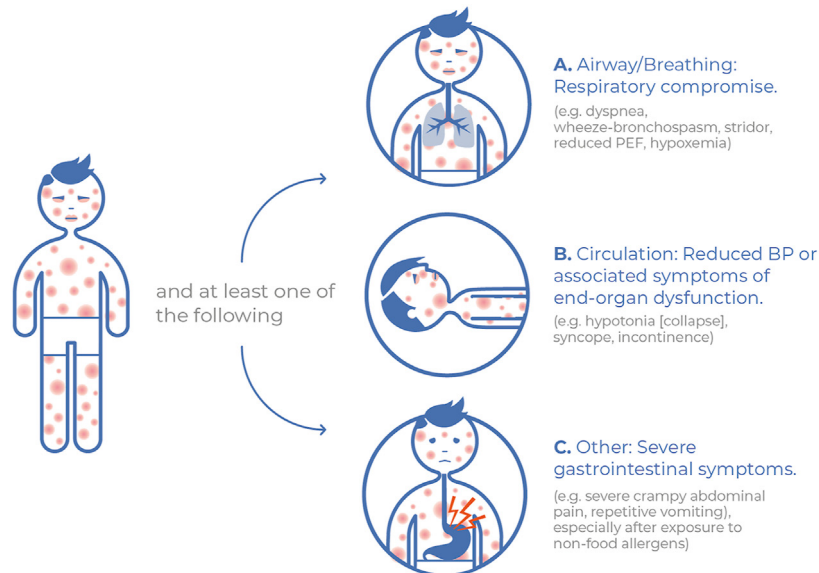 A. Airway/Breathing:
Respiratory compromise.
(e.g. dyspnea,
wheeze-bronchospasm, stridor,
reduced PEF, hypoxemia)
and at least one of
the following
B. Circulation: Reduced BP or
associated symptoms of
end-organ dysfunction.
(e.g. hypotonia [collapse],
syncope, incontinence)
C. Other: Severe
gastrointestinal symptoms.
(e.g. severe crampy abdominal
pain, repetitive vomiting),
especially after exposure to
non-food allergens)